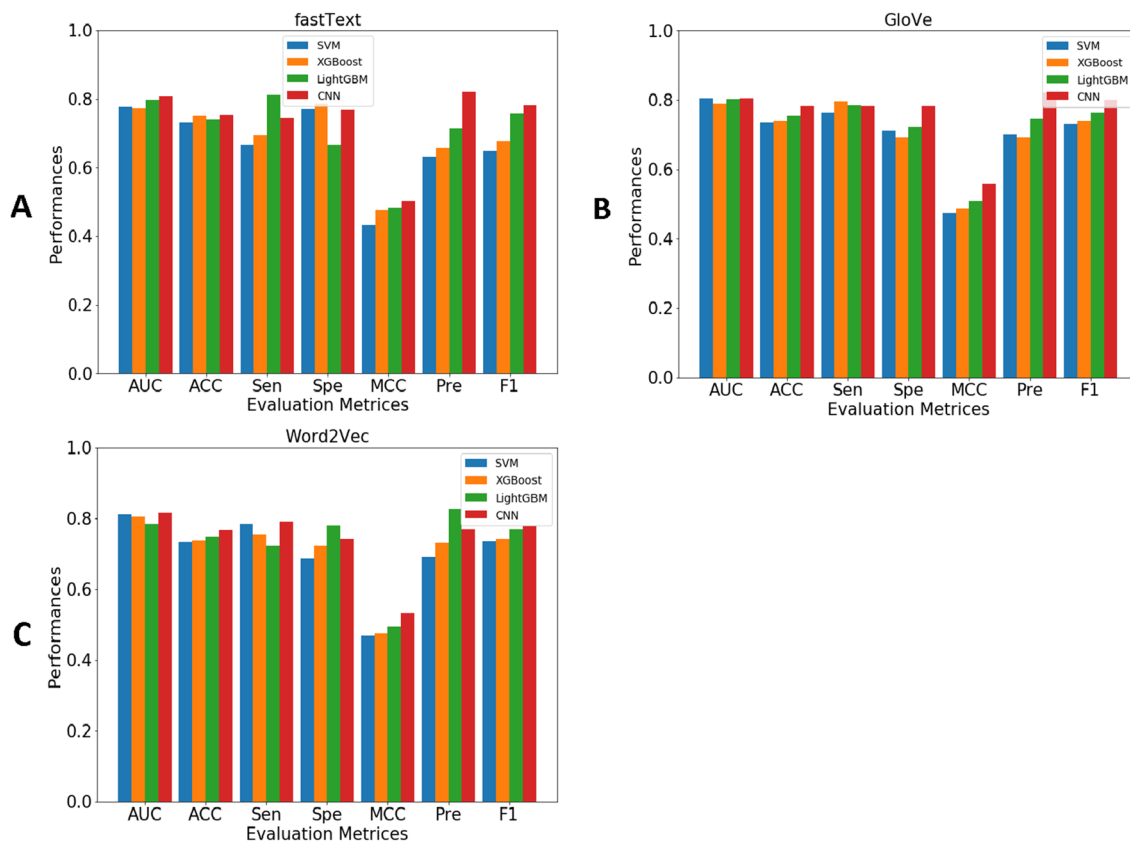 fastText
1.0
0.8
0.6
0.4
0.2
0.0
Performances
SVM
XGBoost
LightGBM
CNN
AUC ACC Sen Spe MCC Pre F1
Evaluation Metrices
A
GloVe
1.0
0.8
0.6
0.4
0.2
0.0
Performances
SVM
XGBoost
LightGBM
CNN
AUC ACC Sen Spe MCC Pre F1
Evaluation Metrices
B
Word2Vec
1.0
0.8
0.6
0.4
0.2
0.0
Performances
SVM
XGBoost
LightGBM
CNN
AUC ACC Sen Spe MCC Pre F1
Evaluation Metrices
C